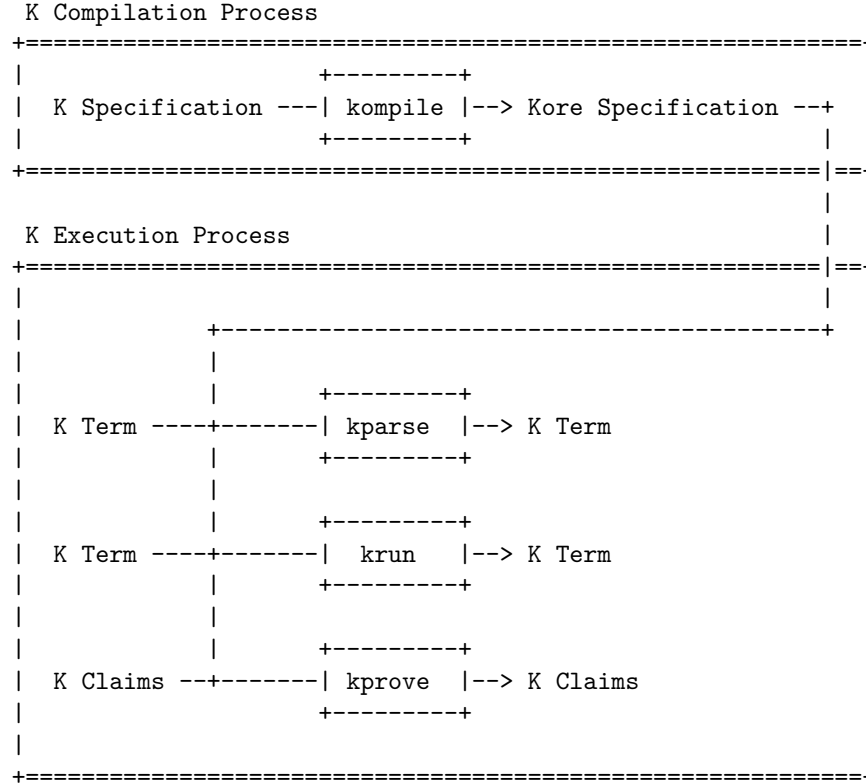 K Compilation Process
K Specification ---| kompile |--> Kore Specification --+
K Execution Process
K Term ----+-------| kparse |--> K Term
K Term ----+-------| krun |--> K Term
K Claims --+-------| kprove |--> K Claims